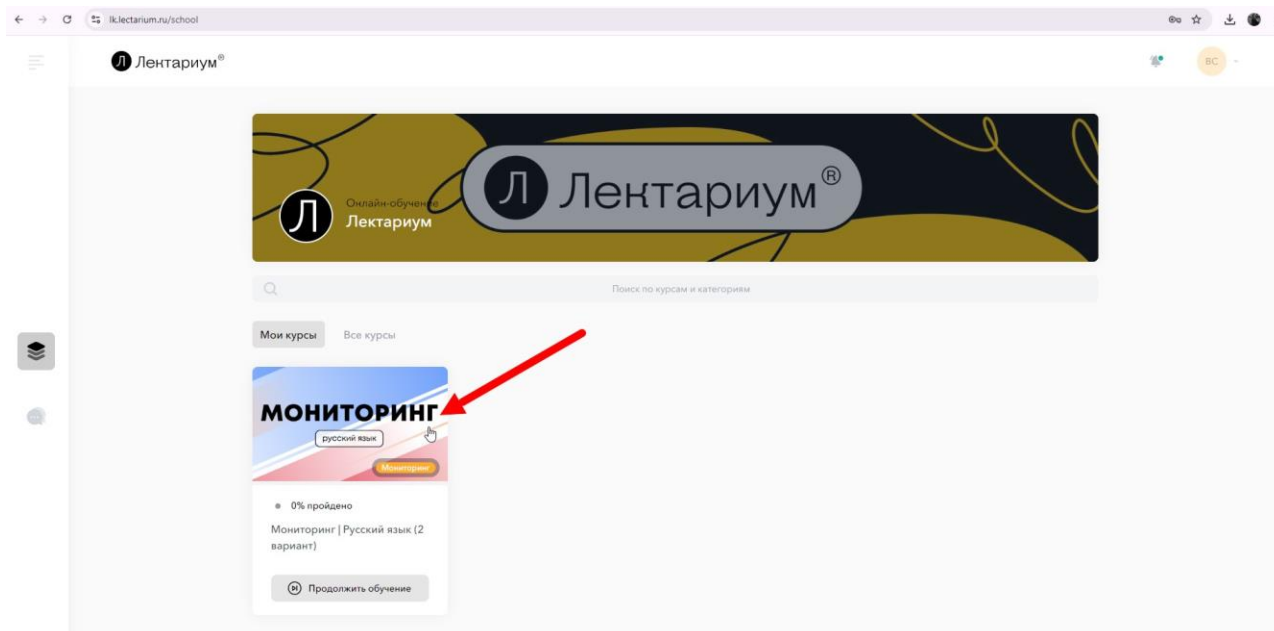 lk.lectarium.ru/school
Л Лектариум®
ВС
Л Лектариум®
Онлайн-обучение
Л Лектариум
Поиск по курсам и категориям
Мои курсы Все курсы
МОНИТОРИНГ
русский язык
Мониторинг
0% пройдено
Мониторинг | Русский язык (2
вариант)
Продолжить обучение